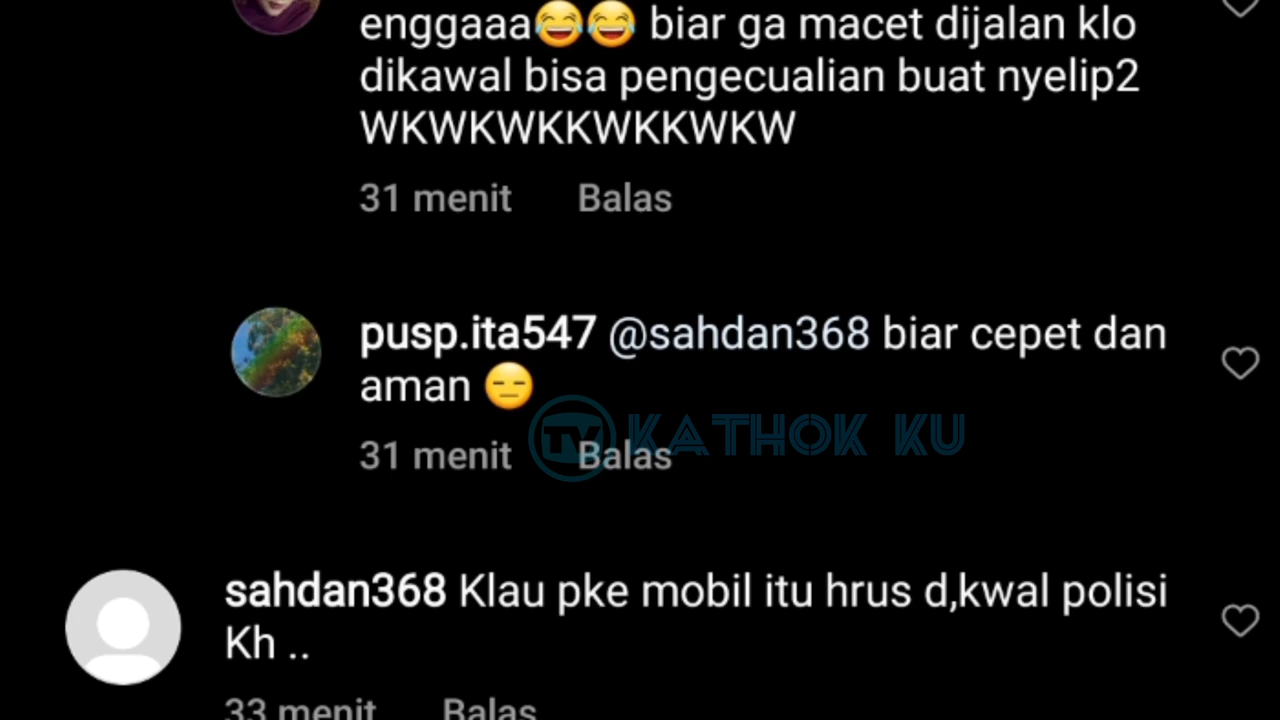 enggaaa😂😂 biar ga macet dijalan klo
dikawal bisa pengecualian buat nyelip2
WKWKWKKWKKWKW
31 menit Balas
pusp.ita547 @sahdan368 biar cepet dan
aman 😑
TV KATHOK KU
31 menit Balas
sahdan368 Klau pke mobil itu hrus d,kwal polisi
Kh ..
33 menit Balas